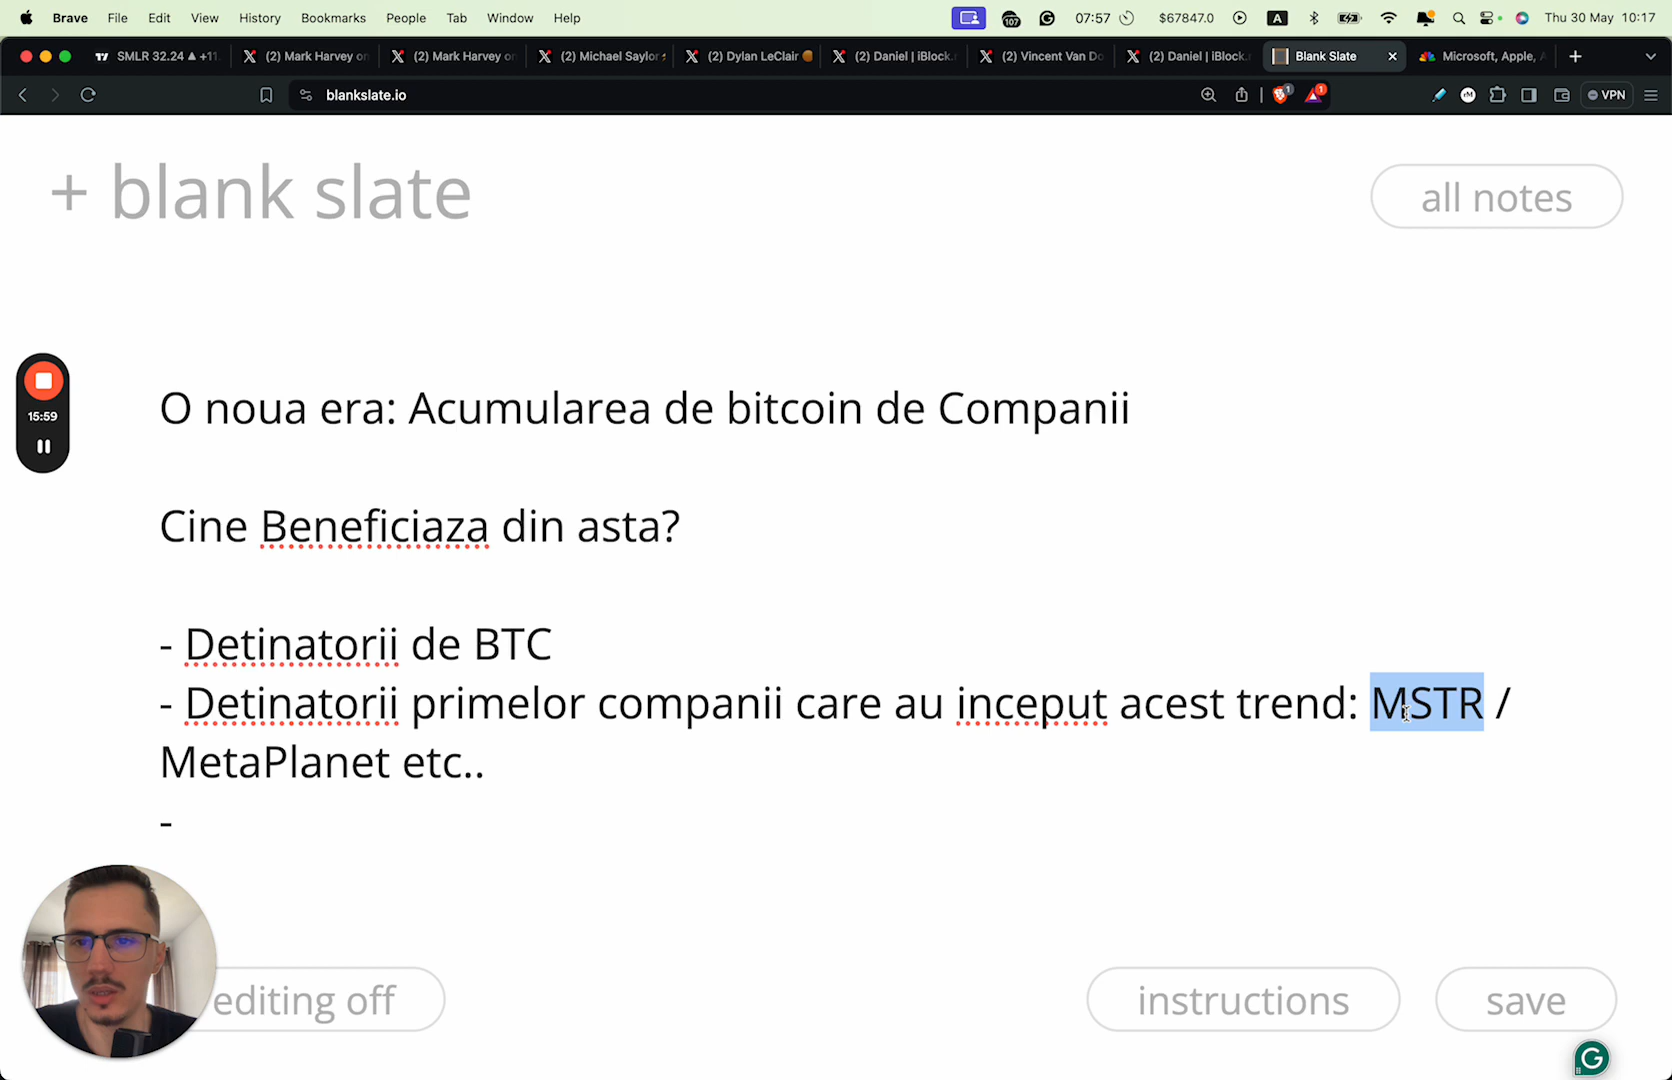 Brave File Edit View History Bookmarks People Tab Window Help 107 07:57 $67847.0 A Thu 30 May 10:17
SMLR 32.24 ▲ +11. (2) Mark Harvey on (2) Mark Harvey on (2) Michael Saylor (2) Dylan LeClair (2) Daniel | iBlock.r (2) Vincent Van Do (2) Daniel | iBlock. Blank Slate Microsoft, Apple, A
blankslate.io 1 1 VPN
+ blank slate
all notes
15:59
O noua era: Acumularea de bitcoin de Companii
Cine Beneficiaza din asta?
- Detinatorii de BTC
- Detinatorii primelor companii care au inceput acest trend: MSTR /
MetaPlanet etc..
-
editing off
instructions
save
G